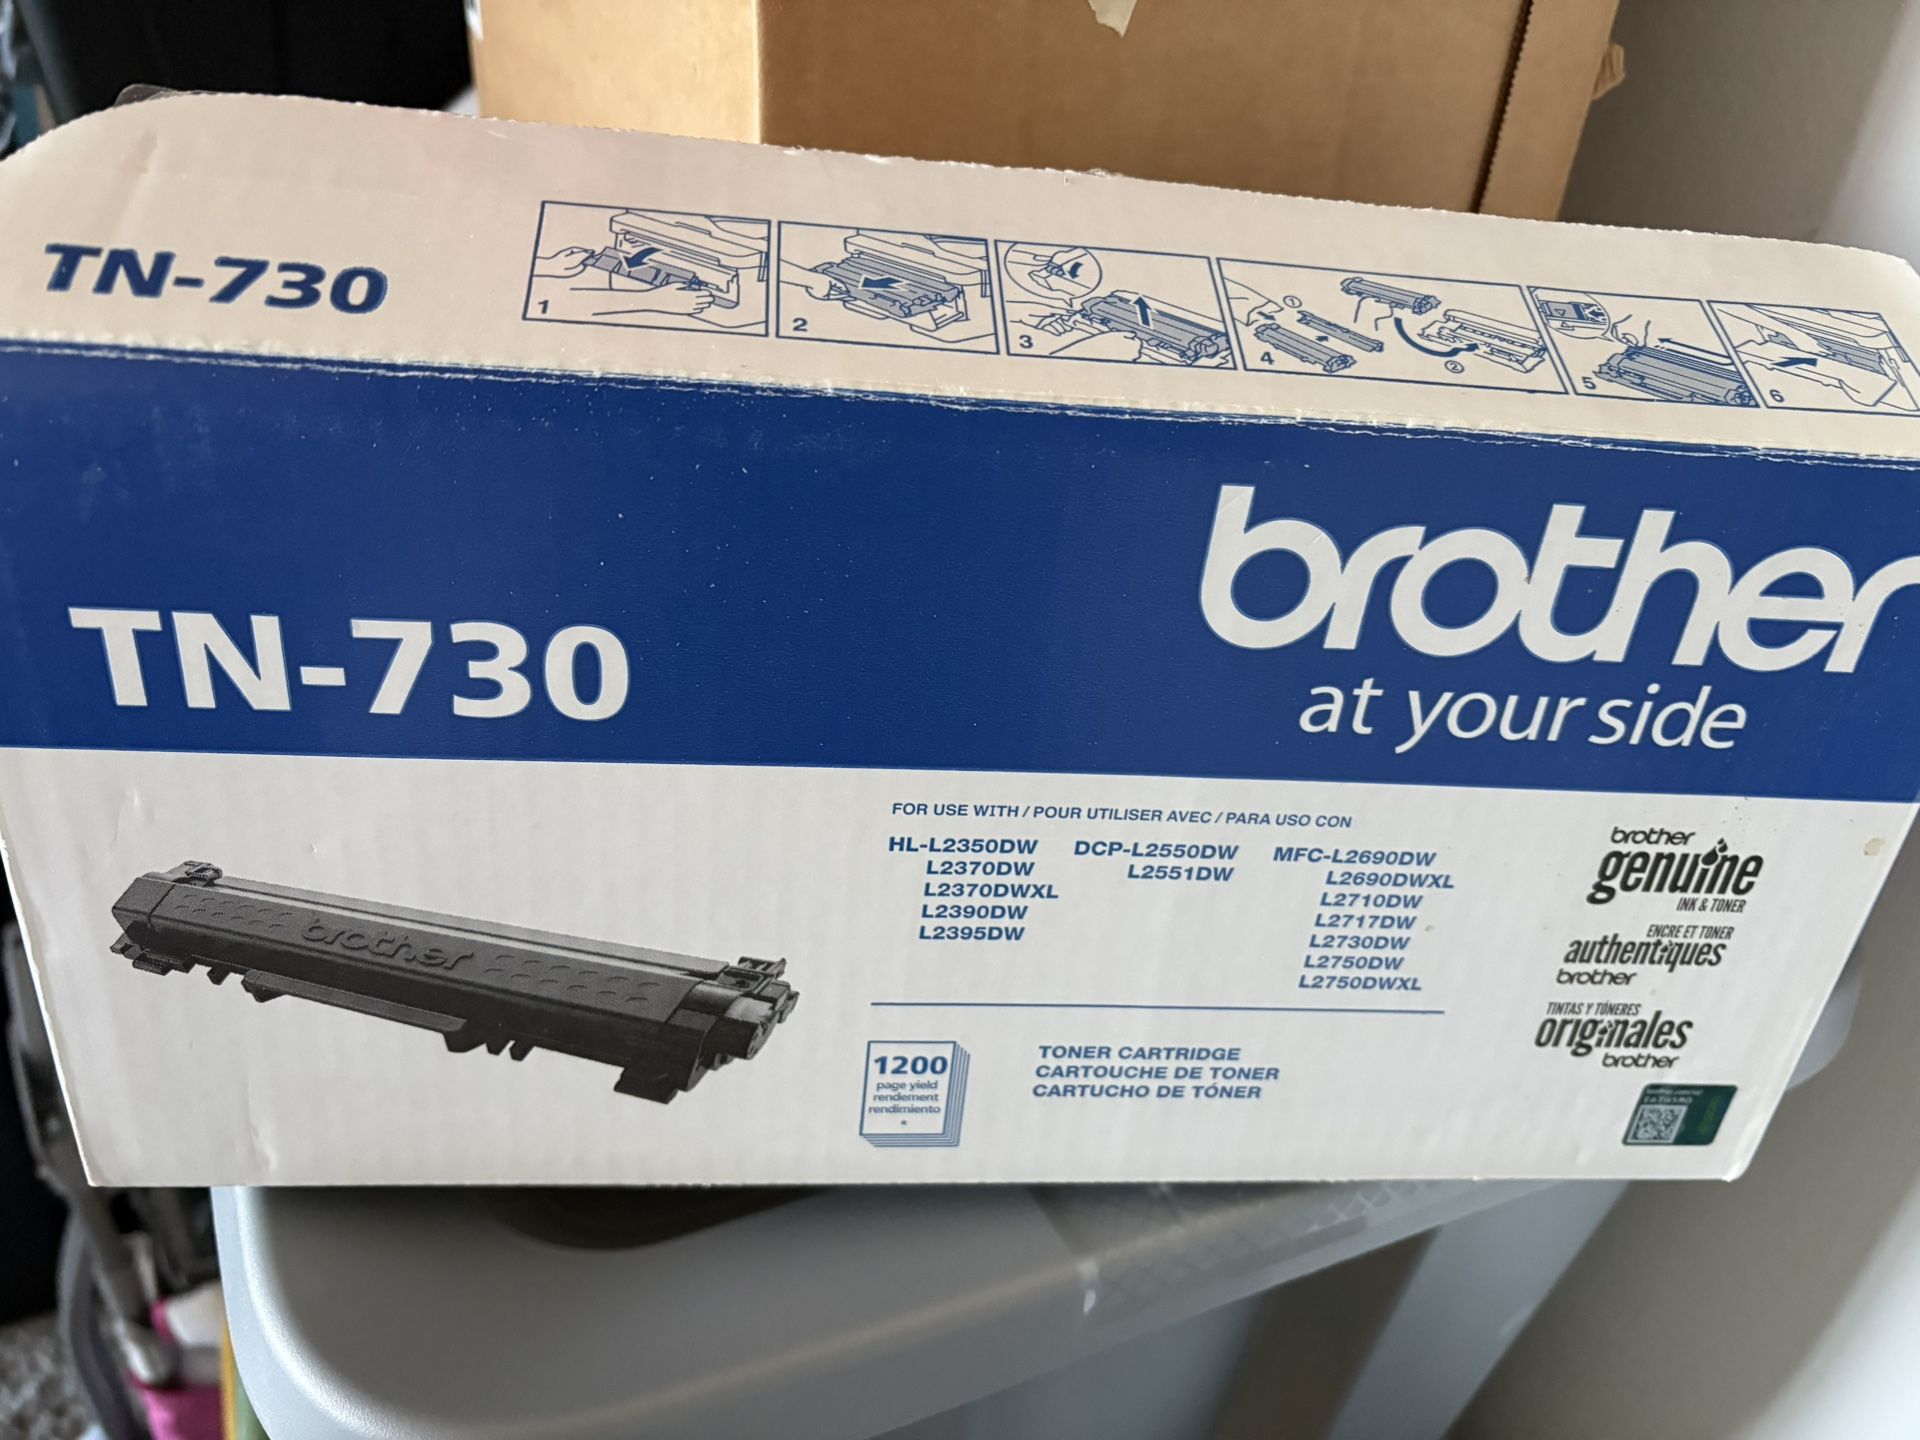 TN-730
1
2
3
4
1
2
5
6
brother
at your side
TN-730
FOR USE WITH / POUR UTILISER AVEC / PARA USO CON
HL-L2350DW
L2370DW
L2370DWXL
L2390DW
L2395DW
DCP-L2550DW
L2551DW
MFC-L2690DW
L2690DWXL
L2710DW
L2717DW
L2730DW
L2750DW
L2750DWXL
brother
genuine
INK & TONER
ENCRE ET TONER
authentiques
brother
TINTAS Y TÓNERES
originales
brother
brother
1200
page yield
rendement
rendimiento
*
TONER CARTRIDGE
CARTOUCHE DE TONER
CARTUCHO DE TÓNER